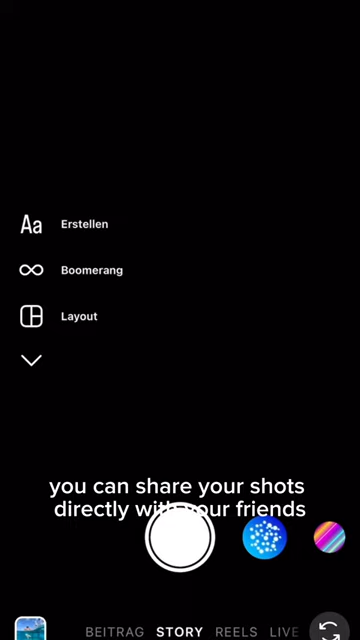 Aa Erstellen
Boomerang
Layout
you can share your shots
directly with your friends
BEITRAG STORY REELS LIVE